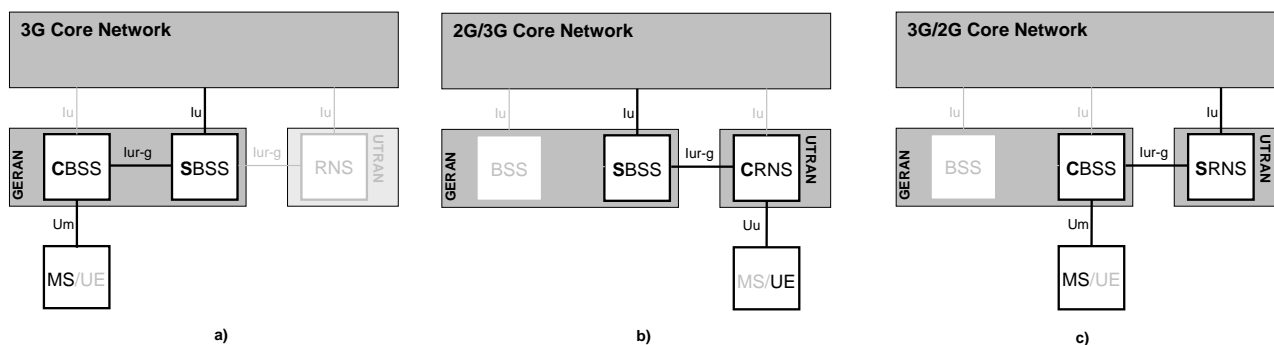 3G Core Network
Iu
Iu
Iu
GERAN
CBSS
Iur-g
SBSS
Iur-g
RNS
UTRAN
Um
MS/UE
a)
2G/3G Core Network
Iu
Iu
Iu
GERAN
BSS
SBSS
Iur-g
CRNS
UTRAN
Uu
MS/UE
b)
3G/2G Core Network
Iu
Iu
Iu
GERAN
BSS
CBSS
Iur-g
SRNS
UTRAN
Um
MS/UE
c)